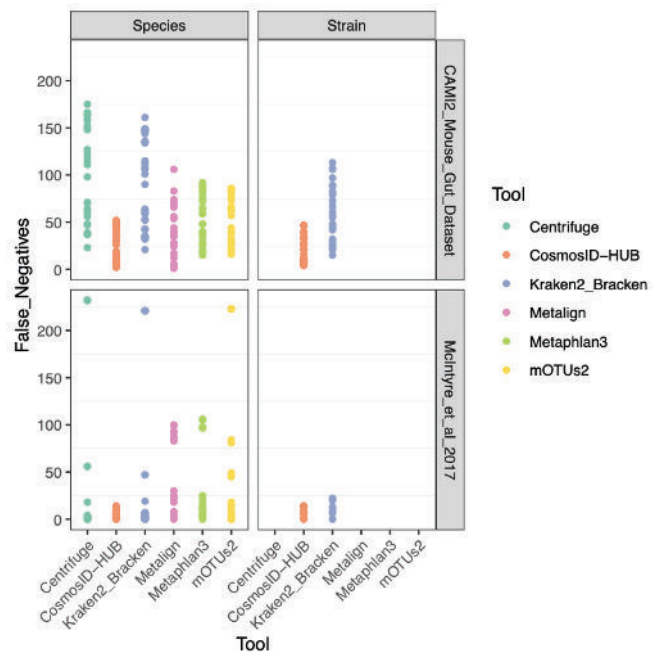 Species
Strain
False_Negatives
200
150
100
50
0
CAMI2_Mouse_Gut_Dataset
200
150
100
50
0
McIntyre_et_al_2017
Centrifuge
CosmosID-HUB
Kraken2_Bracken
Metalign
Metaphlan3
mOTUs2
Centrifuge
CosmosID-HUB
Kraken2_Bracken
Metalign
Metaphlan3
mOTUs2
Tool
Tool
Centrifuge
CosmosID-HUB
Kraken2_Bracken
Metalign
Metaphlan3
mOTUs2